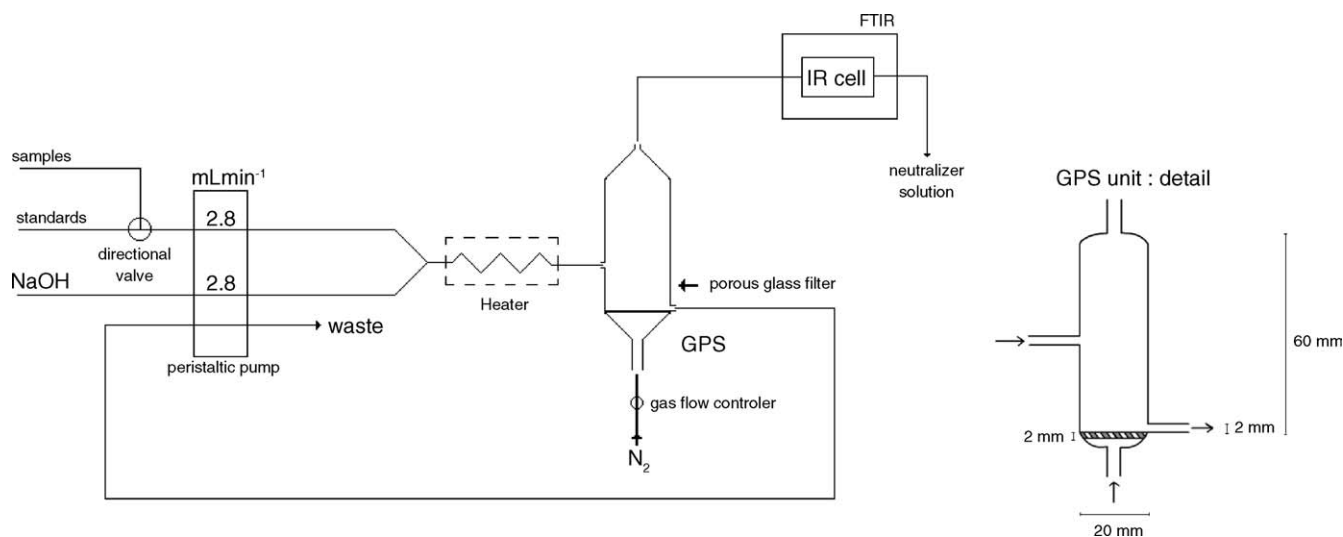 FTIR
IR cell
neutralizer
solution
samples
mLmin⁻¹
standards
2.8
directional
valve
NaOH
2.8
waste
peristaltic pump
Heater
porous glass filter
GPS
gas flow controler
N₂
GPS unit : detail
60 mm
2 mm
2 mm
20 mm